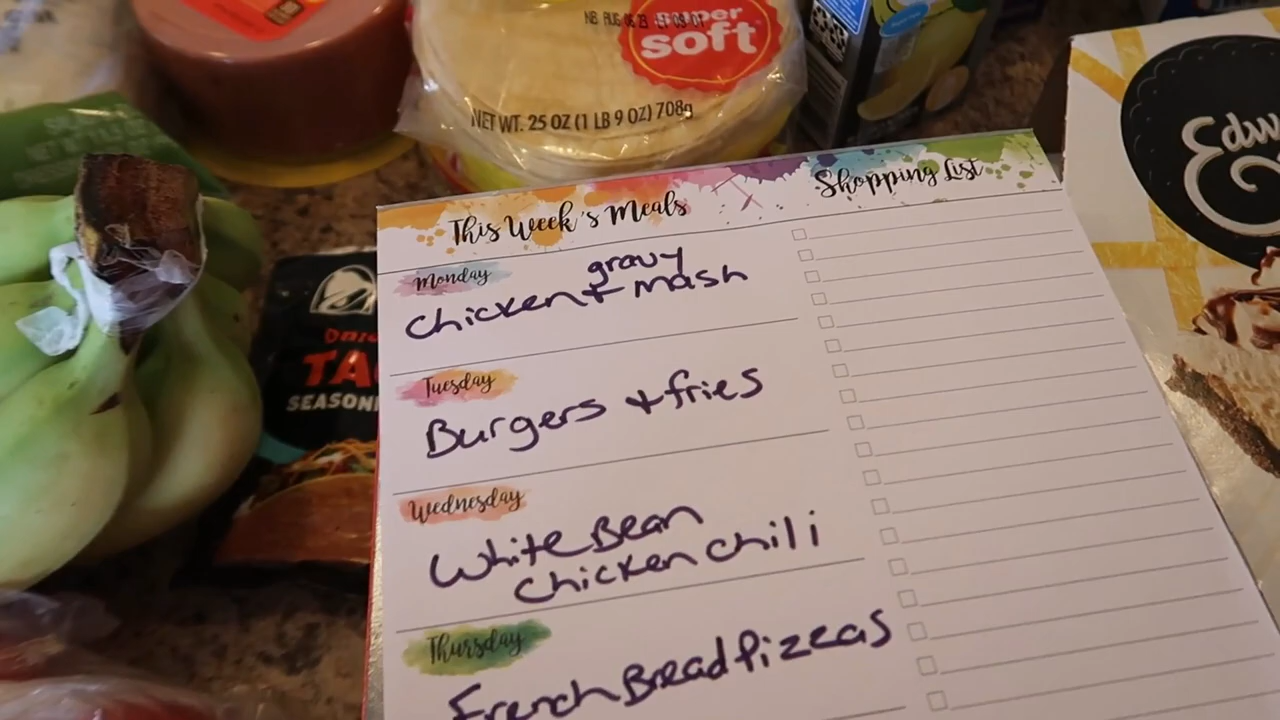 super
soft
NET WT. 25 OZ (1 LB 9 OZ) 708g
This Week's Meals
Shopping List
Monday
gravy
Chicken + mash
Tuesday
Burgers + fries
Wednesday
White Bean
Chicken Chili
Thursday
French Bread Pizzas
TA
SEASONI
Edw